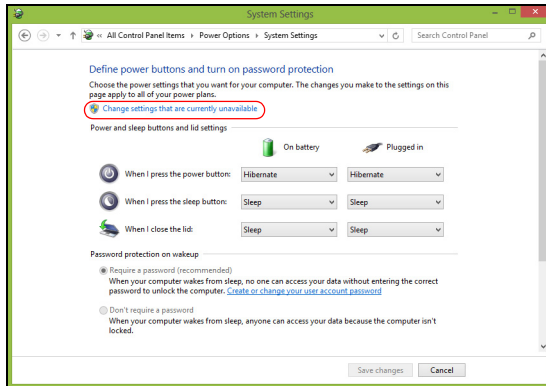 System Settings
« All Control Panel Items Power Options System Settings
Search Control Panel
Define power buttons and turn on password protection
Choose the power settings that you want for your computer. The changes you make to the settings on this
page apply to all of your power plans.
Change settings that are currently unavailable
Power and sleep buttons and lid settings
On battery Plugged in
When I press the power button: Hibernate Hibernate
When I press the sleep button: Sleep Sleep
When I close the lid: Sleep Sleep
Password protection on wakeup
Require a password (recommended)
When your computer wakes from sleep, no one can access your data without entering the correct
password to unlock the computer. Create or change your user account password
Don't require a password
When your computer wakes from sleep, anyone can access your data because the computer isn't
locked.
Save changes Cancel